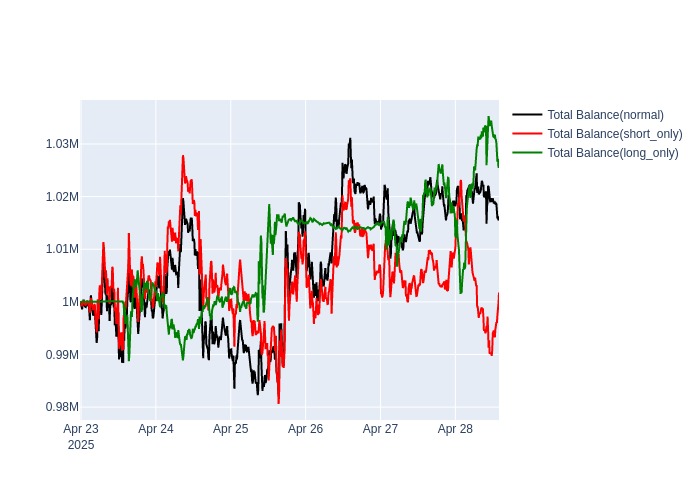 Total Balance(normal)
Total Balance(short_only)
Total Balance(long_only)
1.03M
1.02M
1.01M
1M
0.99M
0.98M
Apr 23
2025
Apr 24
Apr 25
Apr 26
Apr 27
Apr 28